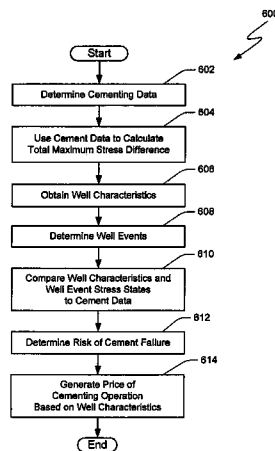 600
Start
602
Determine Cementing Data
604
Use Cement Data to Calculate
Total Maximum Stress Difference
606
Obtain Well Characteristics
608
Determine Well Events
610
Compare Well Characteristics and
Well Event Stress States
to Cement Data
612
Determine Risk of Cement Failure
614
Generate Price of
Cementing Operation
Based on Well Characteristics
End